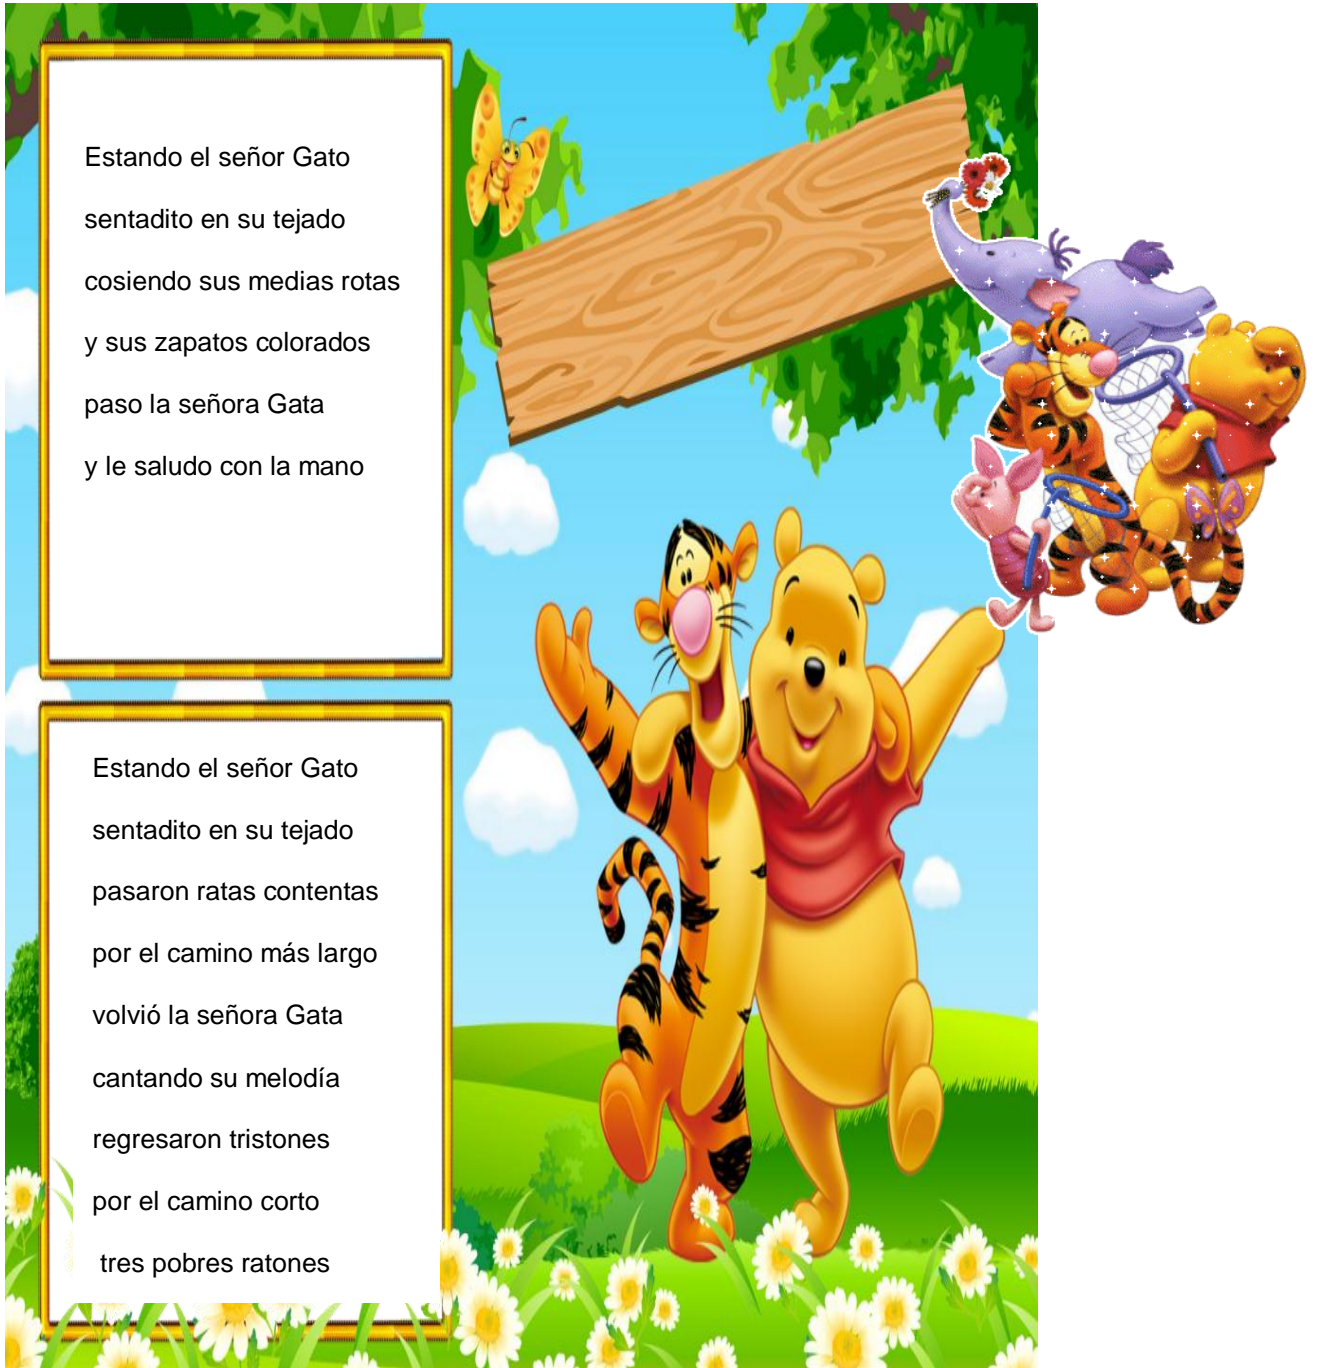 Estando el señor Gato
sentadito en su tejado
cosiendo sus medias rotas
y sus zapatos colorados
paso la señora Gata
y le saludo con la mano
Estando el señor Gato
sentadito en su tejado
pasaron ratas contentas
por el camino más largo
volvió la señora Gata
cantando su melodía
regresaron tristones
por el camino corto
tres pobres ratones